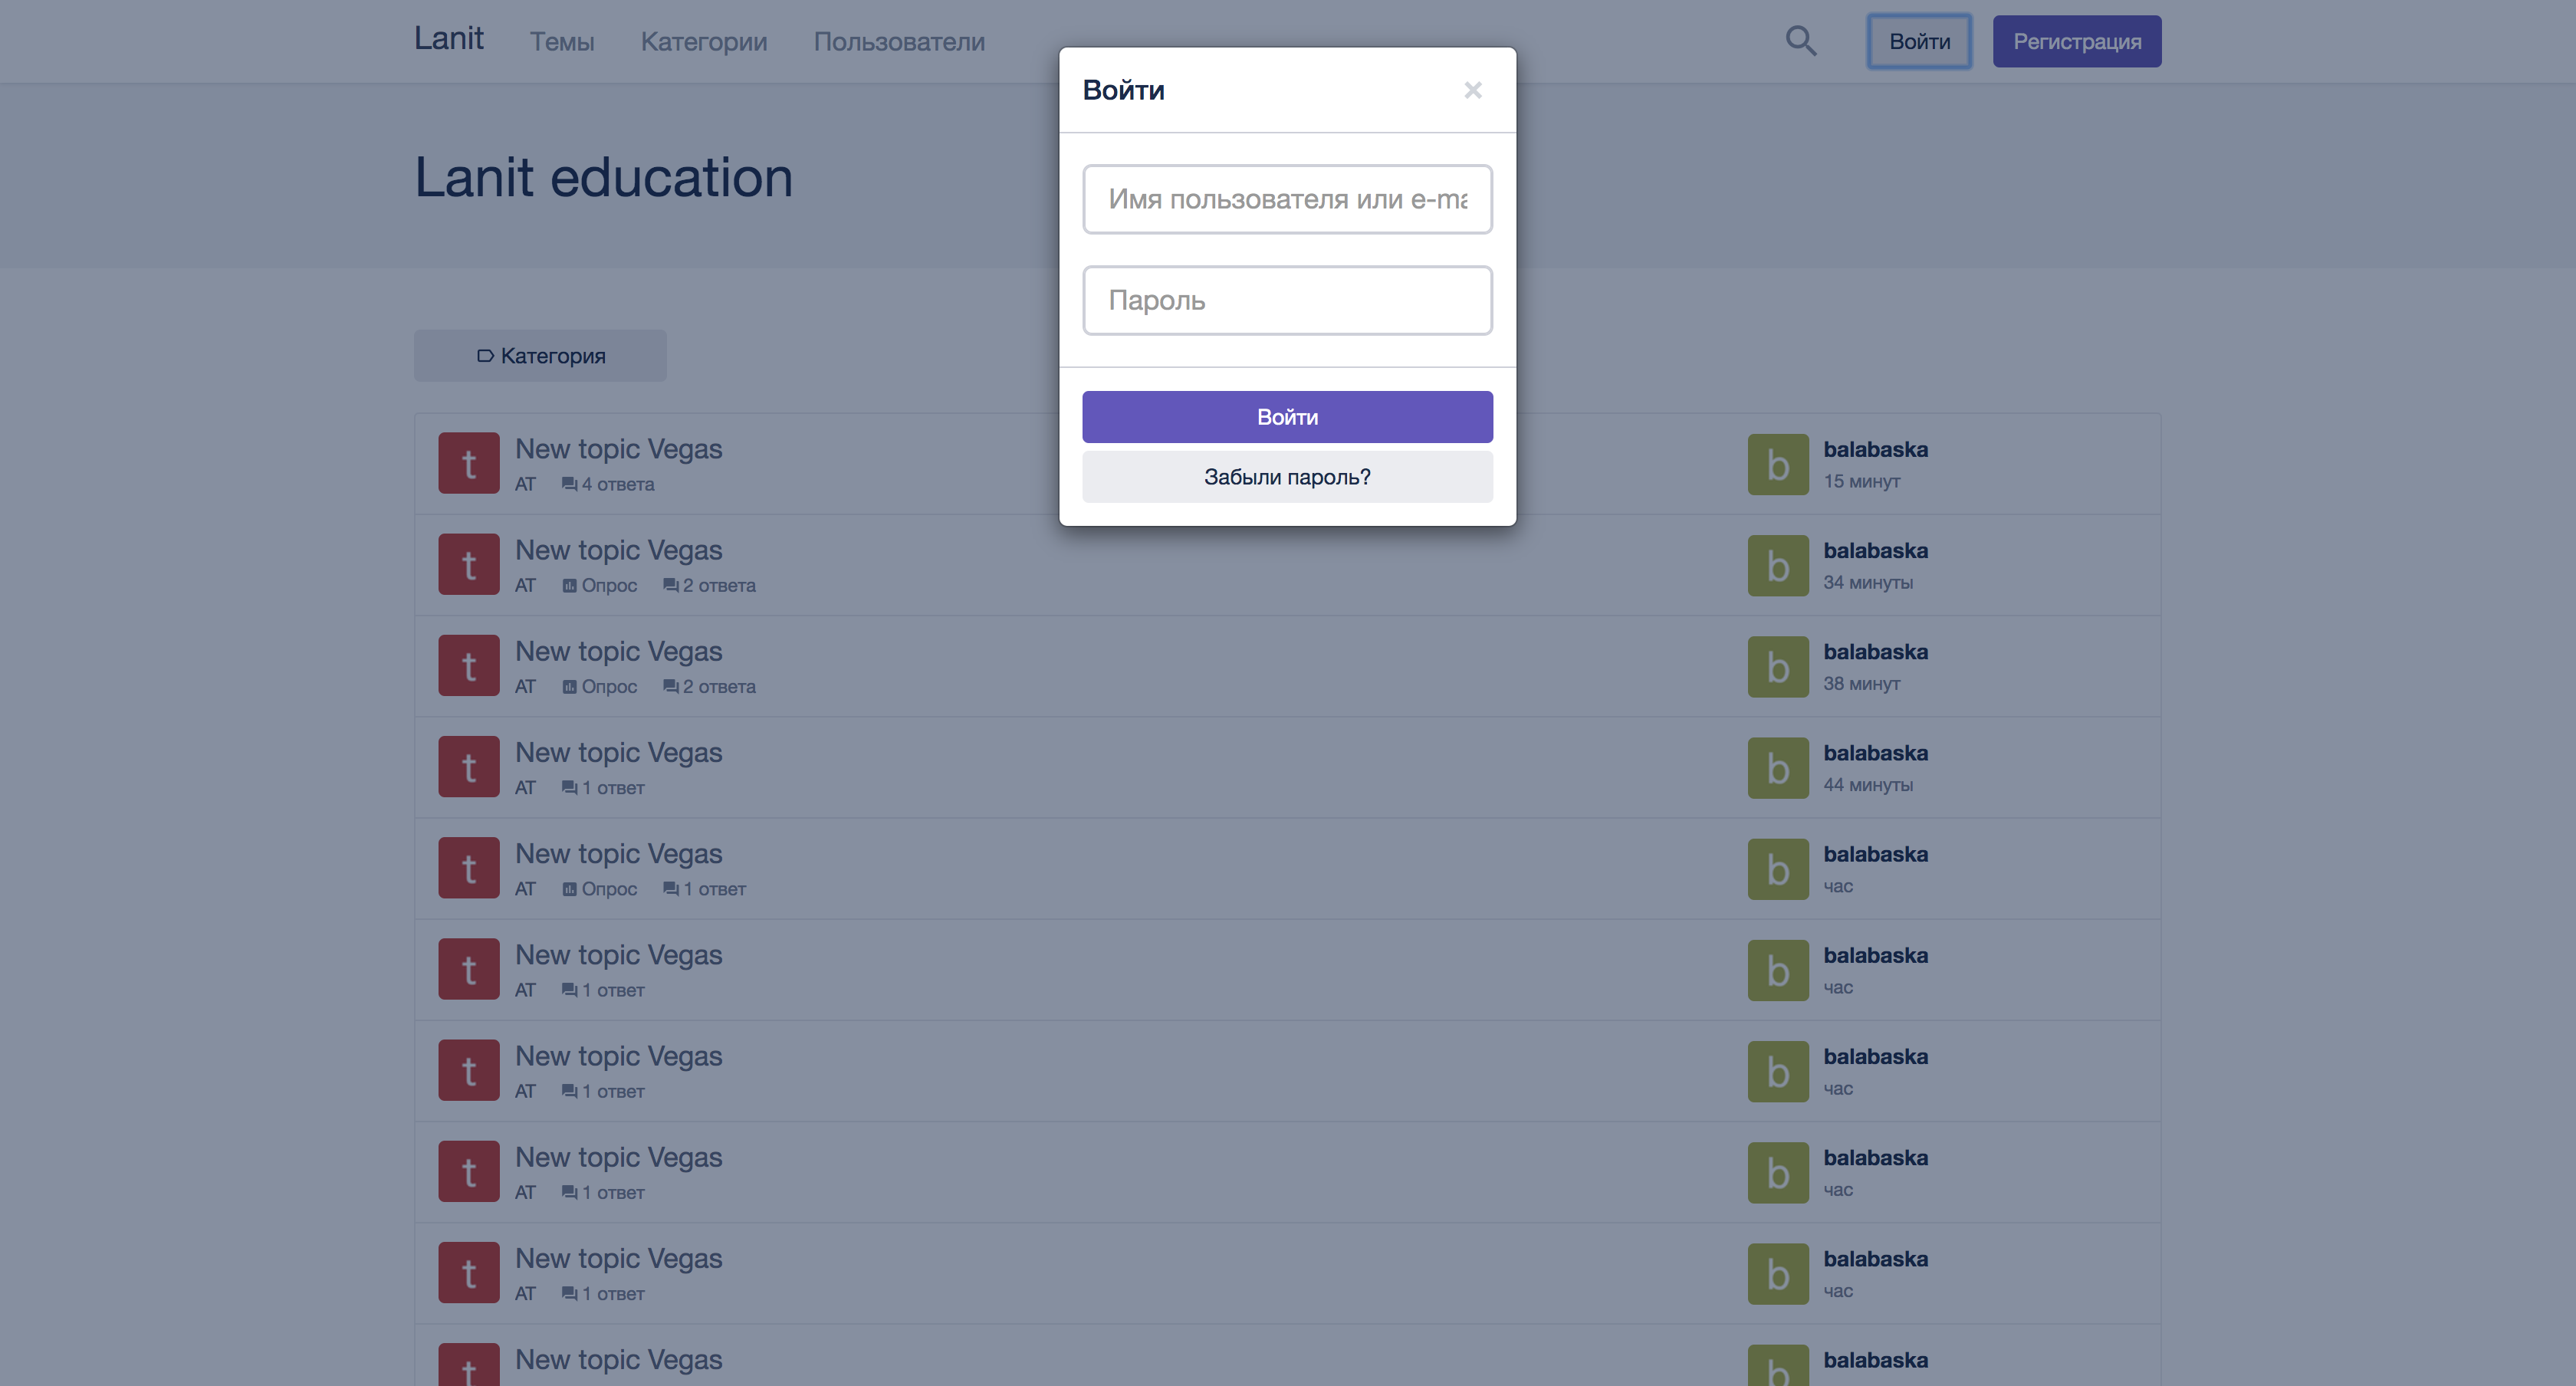 Lanit Темы Категории Пользователи Войти Регистрация
Lanit education
Войти
×
Имя пользователя или e-ma
Пароль
Войти
Забыли пароль?
Категория
t New topic Vegas b balabaska
AT 4 ответа 15 минут
t New topic Vegas b balabaska
AT Опрос 2 ответа 34 минуты
t New topic Vegas b balabaska
AT Опрос 2 ответа 38 минут
t New topic Vegas b balabaska
AT 1 ответ 44 минуты
t New topic Vegas b balabaska
AT Опрос 1 ответ час
t New topic Vegas b balabaska
AT 1 ответ час
t New topic Vegas b balabaska
AT 1 ответ час
t New topic Vegas b balabaska
AT 1 ответ час
t New topic Vegas b balabaska
AT 1 ответ час
t New topic Vegas b balabaska